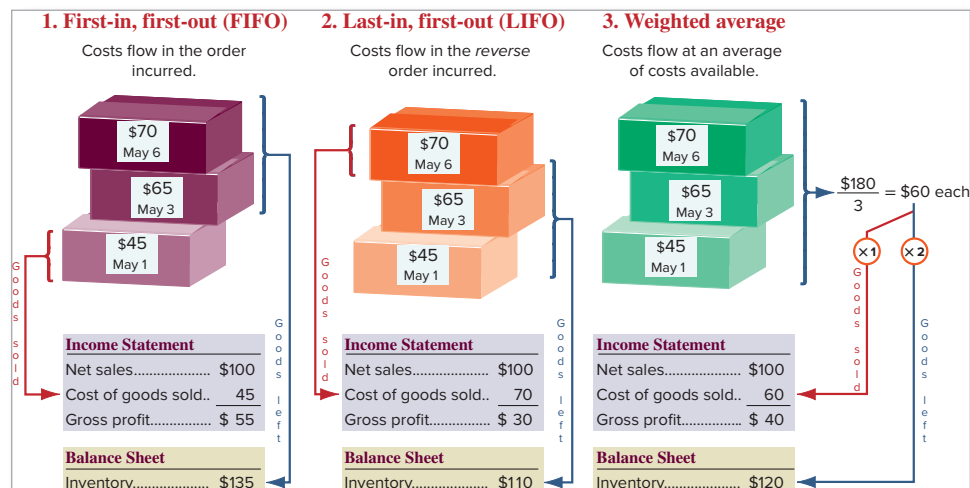 1. First-in, first-out (FIFO)
Costs flow in the order
incurred.
$70
May 6
$65
May 3
$45
May 1
Goods sold
Goods left
Income Statement
Net sales.................... $100
Cost of goods sold.. 45
Gross profit................ $ 55
Balance Sheet
Inventory.................... $135
2. Last-in, first-out (LIFO)
Costs flow in the reverse
order incurred.
$70
May 6
$65
May 3
$45
May 1
Goods sold
Goods left
Income Statement
Net sales.................... $100
Cost of goods sold.. 70
Gross profit................ $ 30
Balance Sheet
Inventory.................... $110
3. Weighted average
Costs flow at an average
of costs available.
$70
May 6
$65
May 3
$45
May 1
$180
3
= $60 each
×1
×2
Goods sold
Goods left
Income Statement
Net sales.................... $100
Cost of goods sold.. 60
Gross profit................ $ 40
Balance Sheet
Inventory.................... $120